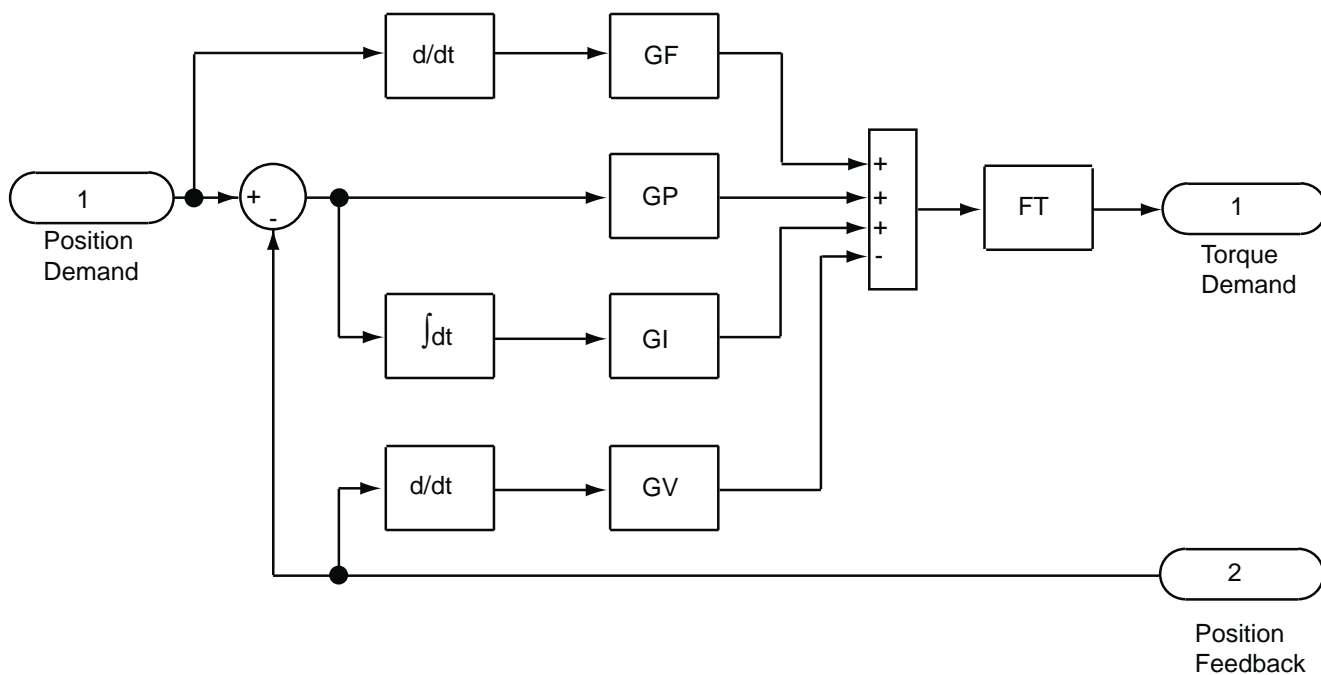 d/dt
GF
1
+
-
Position
Demand
GP
+
+
+
-
FT
1
Torque
Demand
∫dt
GI
d/dt
GV
2
Position
Feedback